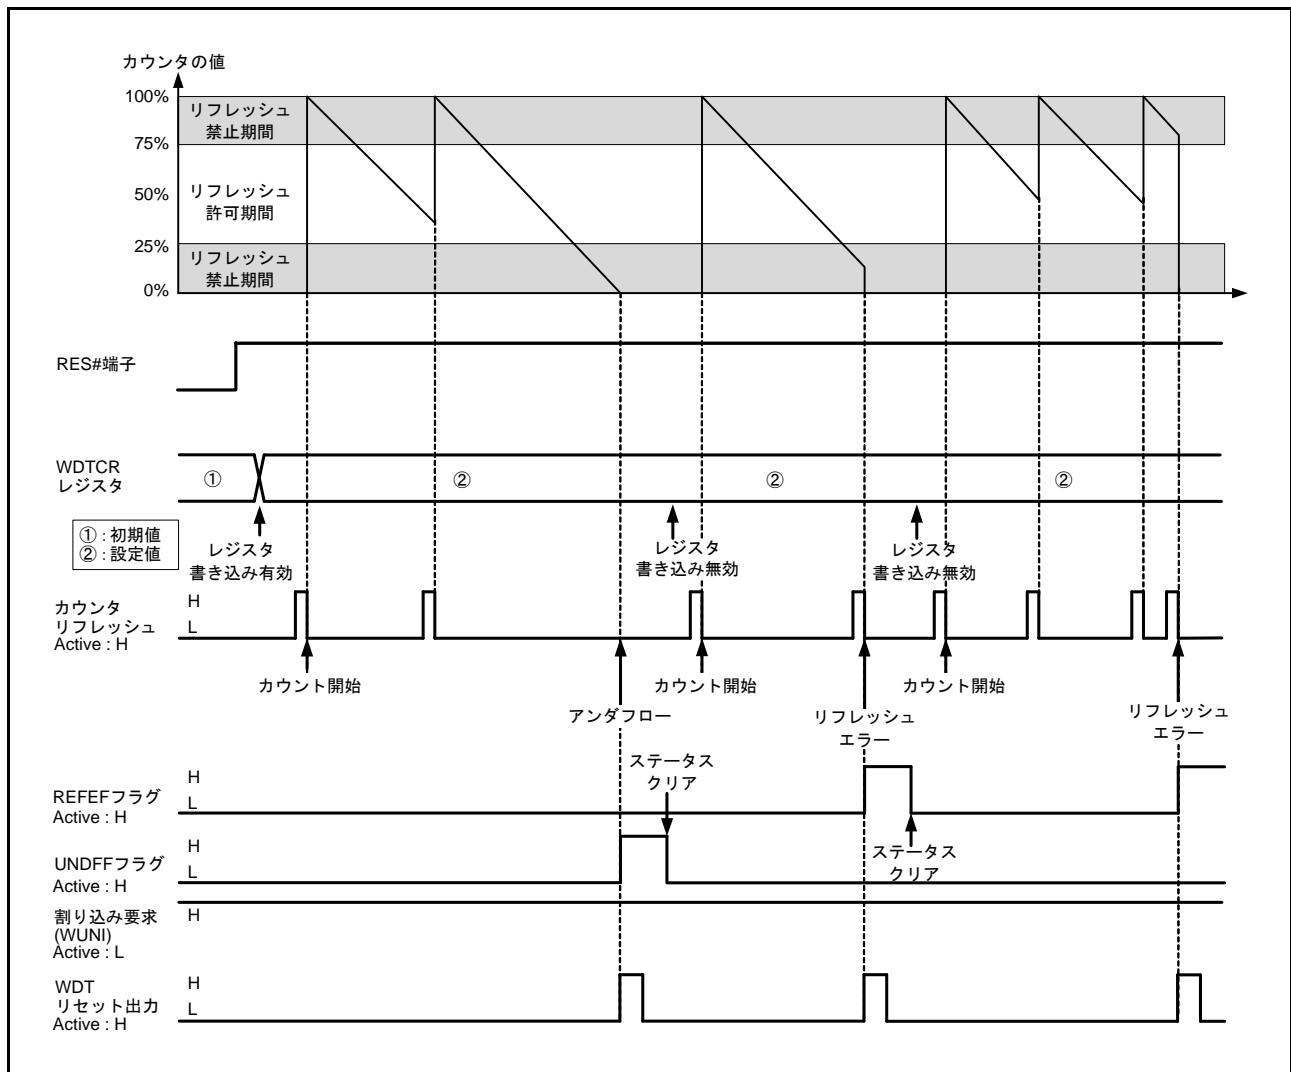 カウンタの値
100%
リフレッシュ
禁止期間
75%
50%
リフレッシュ
許可期間
25%
リフレッシュ
禁止期間
0%
RES#端子
WDTCR
レジスタ
①
②
②
②
① : 初期値
② : 設定値
レジスタ
書き込み有効
レジスタ
書き込み無効
レジスタ
書き込み無効
カウンタ
リフレッシュ
Active : H
H
L
カウント開始
カウント開始
カウント開始
アンダフロー
リフレッシュ
エラー
リフレッシュ
エラー
ステータス
クリア
REFEFフラグ
Active : H
H
L
ステータス
クリア
UNDFFフラグ
Active : H
H
L
割り込み要求
(WUNI)
Active : L
H
WDT
リセット出力
Active : H
H
L